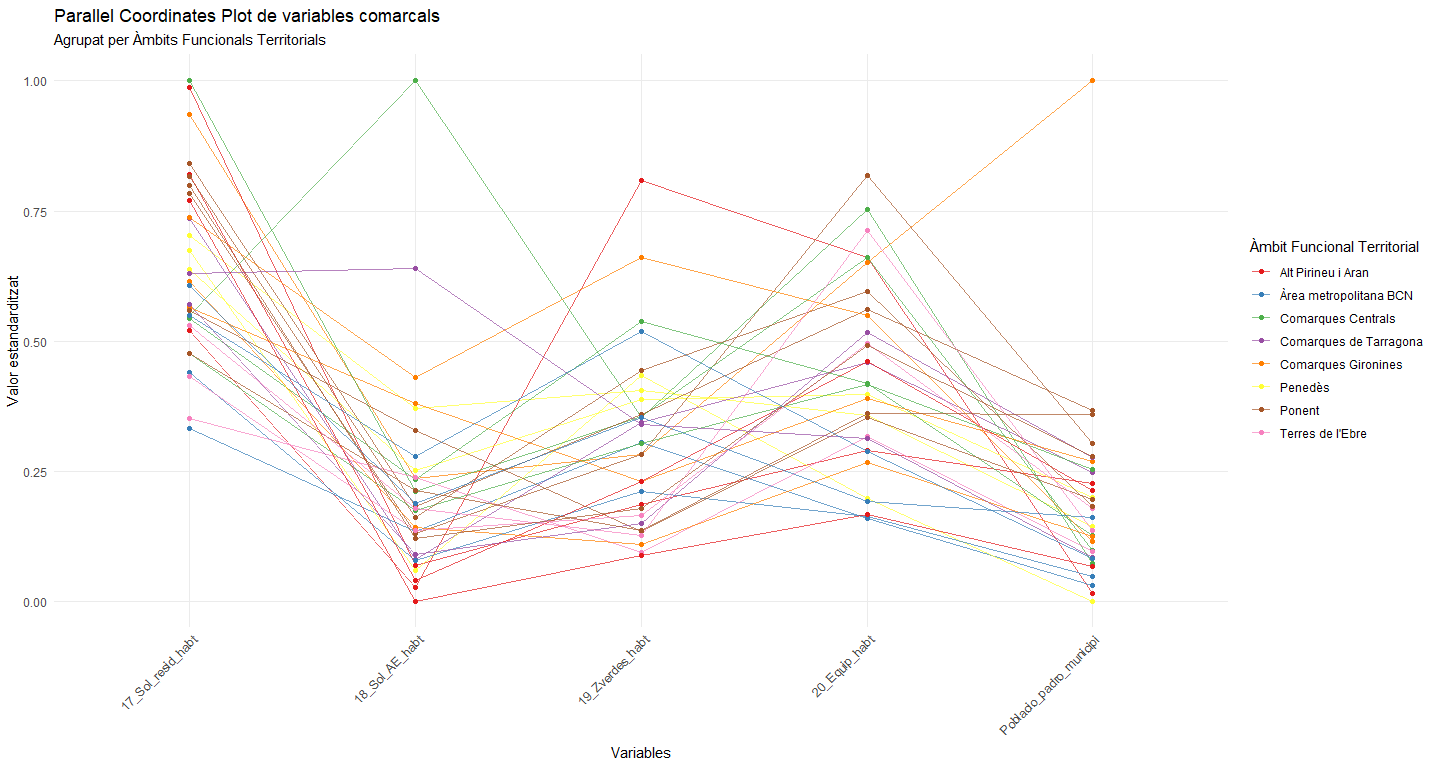 Parallel Coordinates Plot de variables comarcals
Agrupat per Àmbits Funcionals Territorials
Valor estandarditzat
1.00
0.75
0.50
0.25
0.00
17_Sol_resid_habt
18_Sol_AE_habt
19_Zverdes_habt
20_Equip_habt
Poblado_padro_municipi
Variables
Àmbit Funcional Territorial
Alt Pirineu i Aran
Àrea metropolitana BCN
Comarques Centrals
Comarques de Tarragona
Comarques Gironines
Penedès
Ponent
Terres de l'Ebre